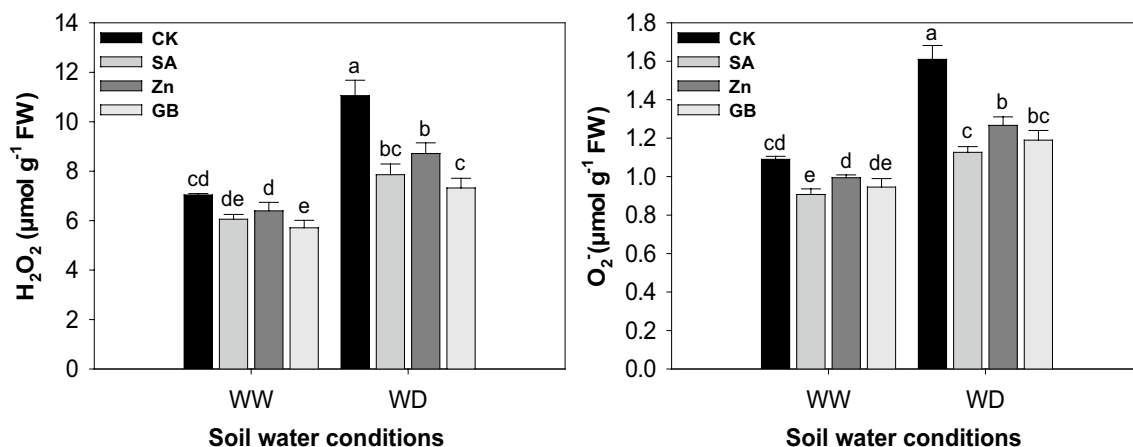 H₂O₂ (µmol g⁻¹ FW)
14
12
10
8
6
4
2
0
CK
SA
Zn
GB
cd
de
d
e
a
bc
b
c
WW
WD
Soil water conditions
O₂⁻(µmol g⁻¹ FW)
1.8
1.6
1.4
1.2
1.0
0.8
0.6
0.4
0.2
0.0
CK
SA
Zn
GB
cd
e
d
de
a
c
b
bc
WW
WD
Soil water conditions